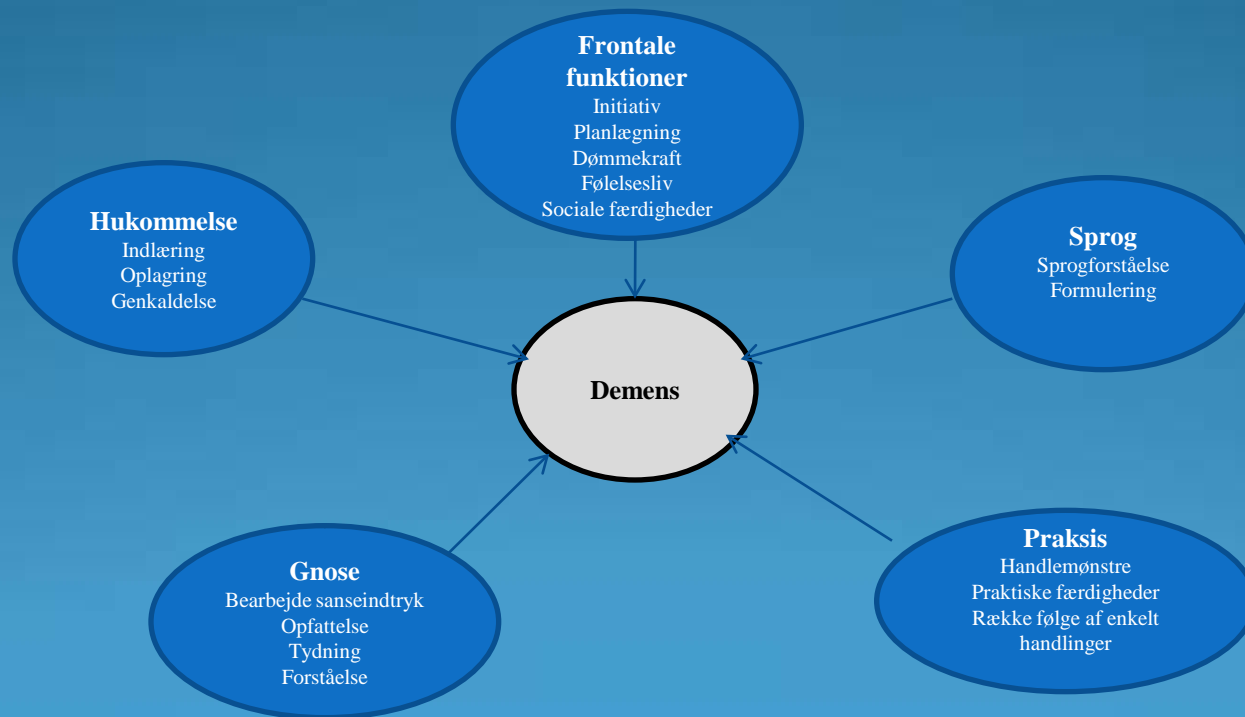 Frontale
funktioner
Initiativ
Planlægning
Dømmekraft
Følelsesliv
Sociale færdigheder
Hukommelse
Indlæring
Oplagring
Genkaldelse
Sprog
Sprogforståelse
Formulering
Demens
Gnose
Bearbejde sanseindtryk
Opfattelse
Tydning
Forståelse
Praksis
Handlemønstre
Praktiske færdigheder
Række følge af enkelt
handlinger